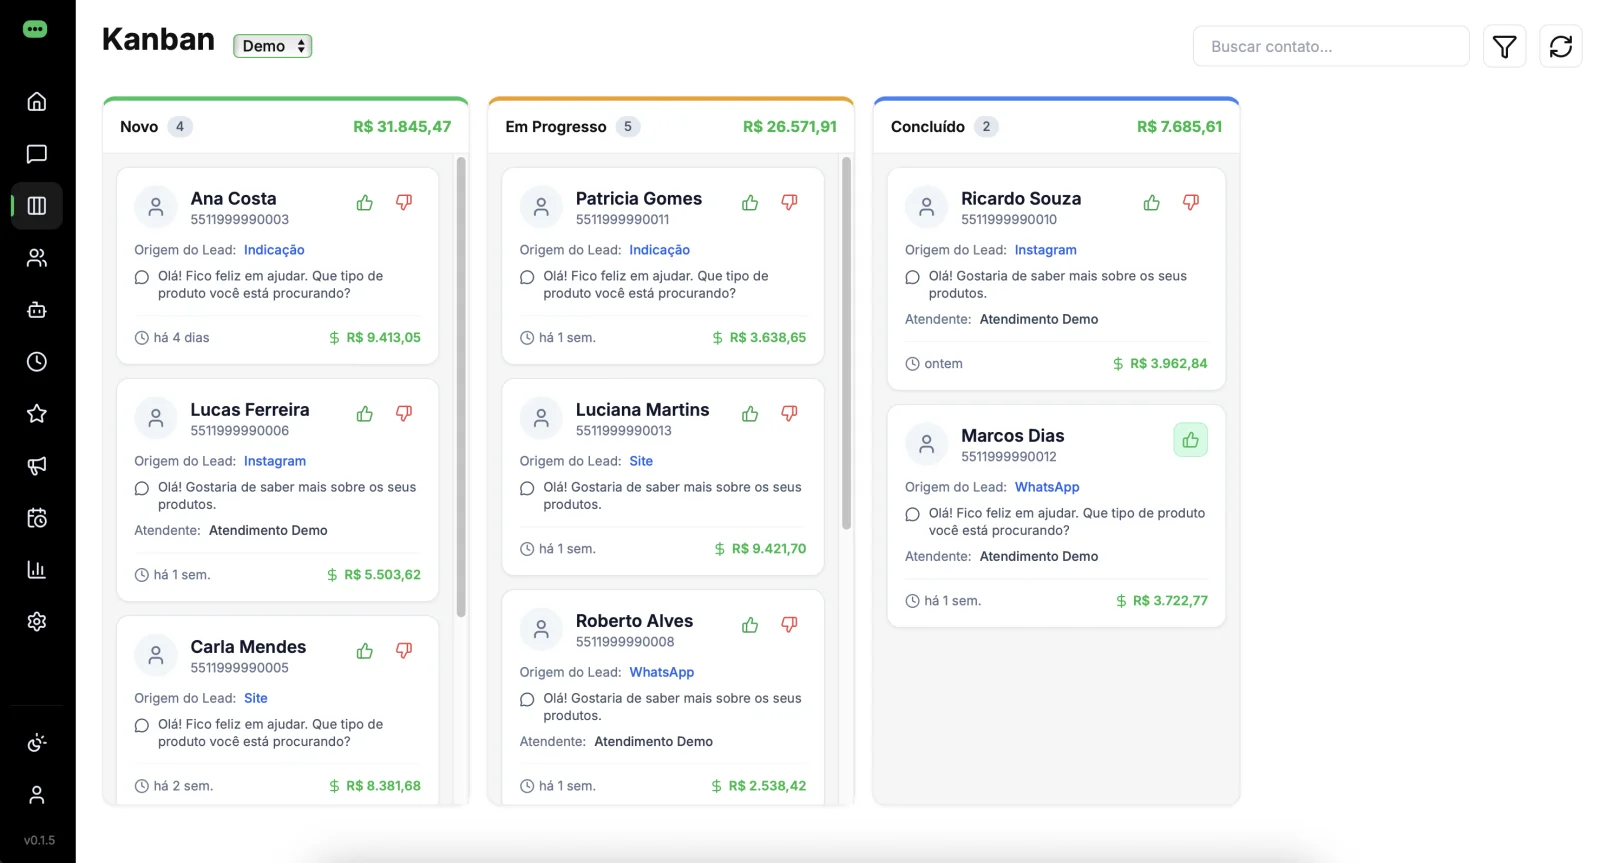 Kanban
Demo
Buscar contato...
Novo 4 R$ 31.845,47
Ana Costa
5511999990003
Origem do Lead: Indicação
Olá! Fico feliz em ajudar. Que tipo de
produto você está procurando?
há 4 dias R$ 9.413,05
Lucas Ferreira
5511999990006
Origem do Lead: Instagram
Olá! Gostaria de saber mais sobre os seus
produtos.
Atendente: Atendimento Demo
há 1 sem. R$ 5.503,62
Carla Mendes
5511999990005
Origem do Lead: Site
Olá! Fico feliz em ajudar. Que tipo de
produto você está procurando?
há 2 sem. R$ 8.381,68
Em Progresso 5 R$ 26.571,91
Patricia Gomes
5511999990011
Origem do Lead: Indicação
Olá! Fico feliz em ajudar. Que tipo de
produto você está procurando?
há 1 sem. R$ 3.638,65
Luciana Martins
5511999990013
Origem do Lead: Site
Olá! Gostaria de saber mais sobre os seus
produtos.
há 1 sem. R$ 9.421,70
Roberto Alves
5511999990008
Origem do Lead: WhatsApp
Olá! Gostaria de saber mais sobre os seus
produtos.
Atendente: Atendimento Demo
há 1 sem. R$ 2.538,42
Concluído 2 R$ 7.685,61
Ricardo Souza
5511999990010
Origem do Lead: Instagram
Olá! Gostaria de saber mais sobre os seus
produtos.
Atendente: Atendimento Demo
ontem R$ 3.962,84
Marcos Dias
5511999990012
Origem do Lead: WhatsApp
Olá! Fico feliz em ajudar. Que tipo de produto
você está procurando?
Atendente: Atendimento Demo
há 1 sem. R$ 3.722,77
v0.1.5